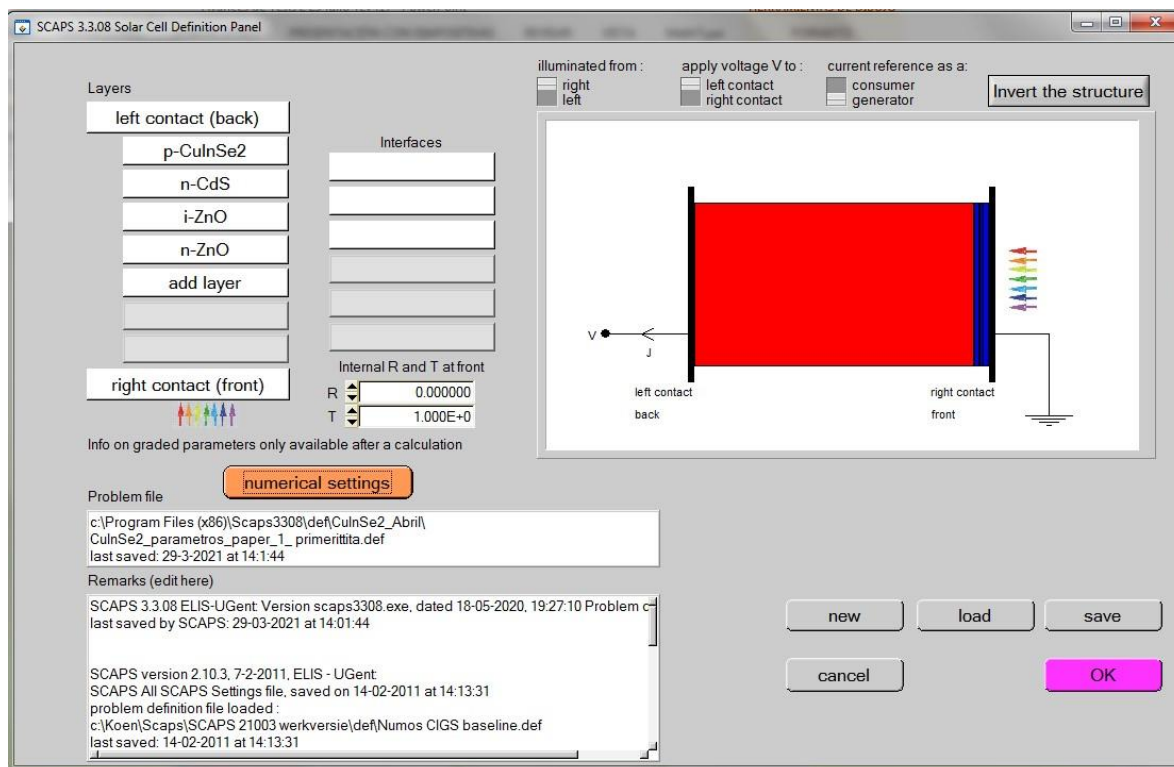 SCAPS 3.3.08 Solar Cell Definition Panel
illuminated from :
right
left
apply voltage V to :
left contact
right contact
current reference as a:
consumer
generator
Invert the structure
Layers
left contact (back)
p-CuInSe2
n-CdS
i-ZnO
n-ZnO
add layer
right contact (front)
Interfaces
Internal R and T at front
R 0.000000
T 1.000E+0
V
J
left contact
back
right contact
front
Info on graded parameters only available after a calculation
numerical settings
Problem file
c:\Program Files (x86)\Scaps3308\def\CuInSe2_Abril\
CuInSe2_parametros_paper_1_ primerittita.def
last saved: 29-3-2021 at 14:1:44
Remarks (edit here)
SCAPS 3.3.08 ELIS-UGent: Version scaps3308.exe, dated 18-05-2020, 19:27:10 Problem c
last saved by SCAPS: 29-03-2021 at 14:01:44
SCAPS version 2.10.3, 7-2-2011, ELIS - UGent:
SCAPS All SCAPS Settings file, saved on 14-02-2011 at 14:13:31
problem definition file loaded :
c:\Koen\Scaps\SCAPS 21003 werkversie\def\Numos CIGS baseline.def
last saved: 14-02-2011 at 14:13:31
new
load
save
cancel
OK